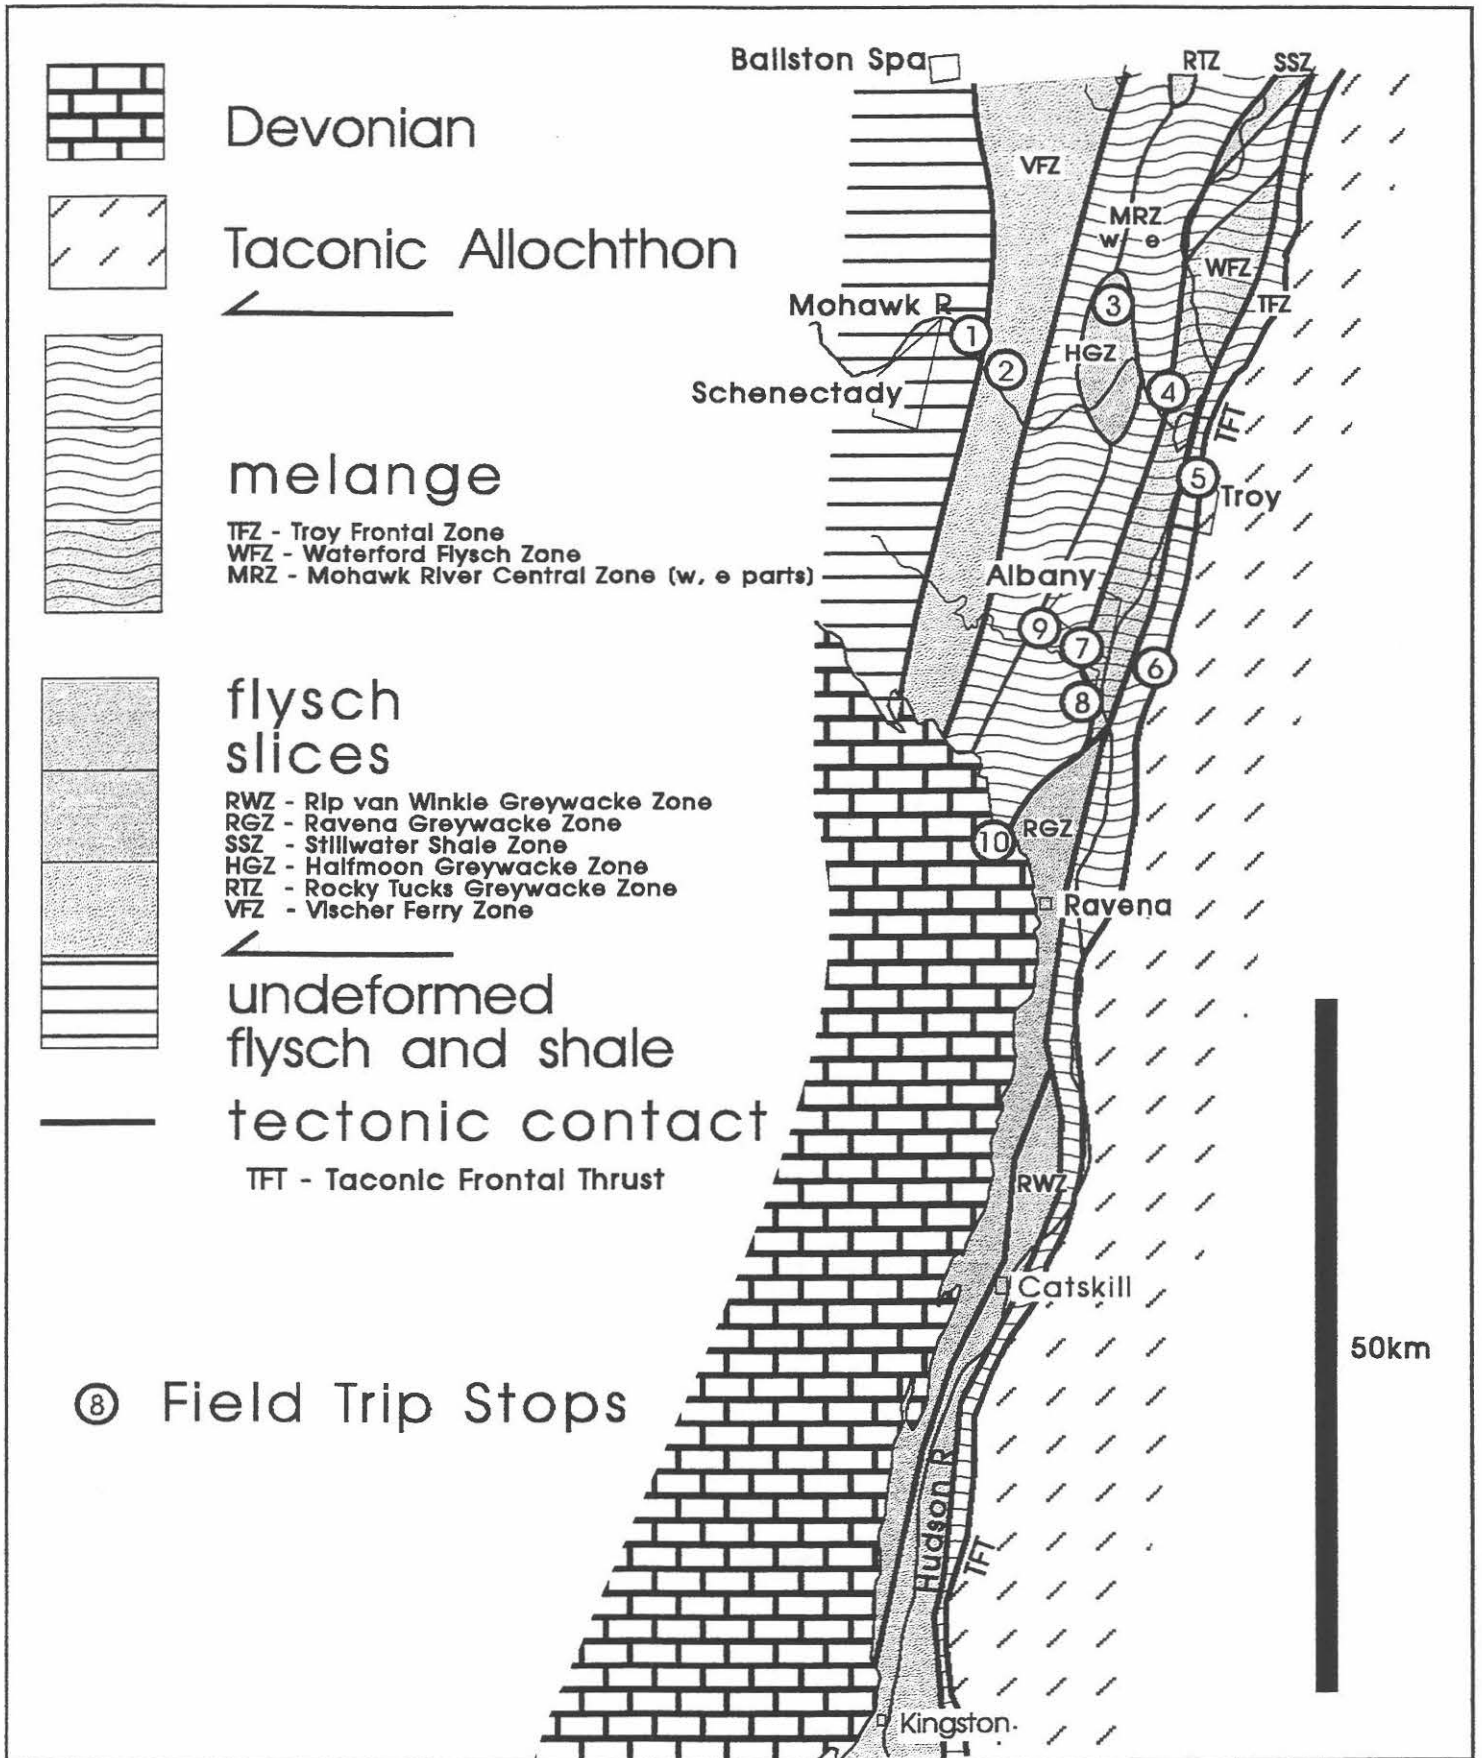 Devonian
Taconic Allochthon
melange
TFZ - Troy Frontal Zone
WFZ - Waterford Flysch Zone
MRZ - Mohawk River Central Zone (w, e parts)
flysch
slices
RWZ - Rip van Winkle Greywacke Zone
RGZ - Ravena Greywacke Zone
SSZ - Stillwater Shale Zone
HGZ - Halfmoon Greywacke Zone
RTZ - Rocky Tucks Greywacke Zone
VFZ - Vischer Ferry Zone
undeformed
flysch and shale
tectonic contact
TFT - Taconic Frontal Thrust
8 Field Trip Stops
Ballston Spa
RTZ
SSZ
VFZ
MRZ
w e
WFZ
TFZ
Mohawk R
1
3
HGZ
2
Schenectady
4
TFT
5
Troy
Albany
9
7
6
8
10
RGZ
Ravena
RWZ
Catskill
50km
Hudson R
TFT
Kingston